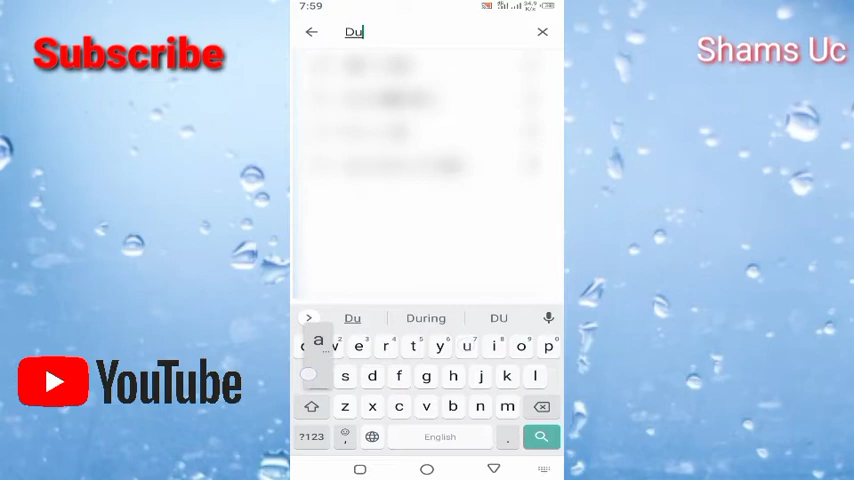 7:59
Du
Subscribe
Shams Uc
Du During DU
a
e r t y u i o p
s d f g h j k l
z x c v b n m
?123 , English .
YouTube